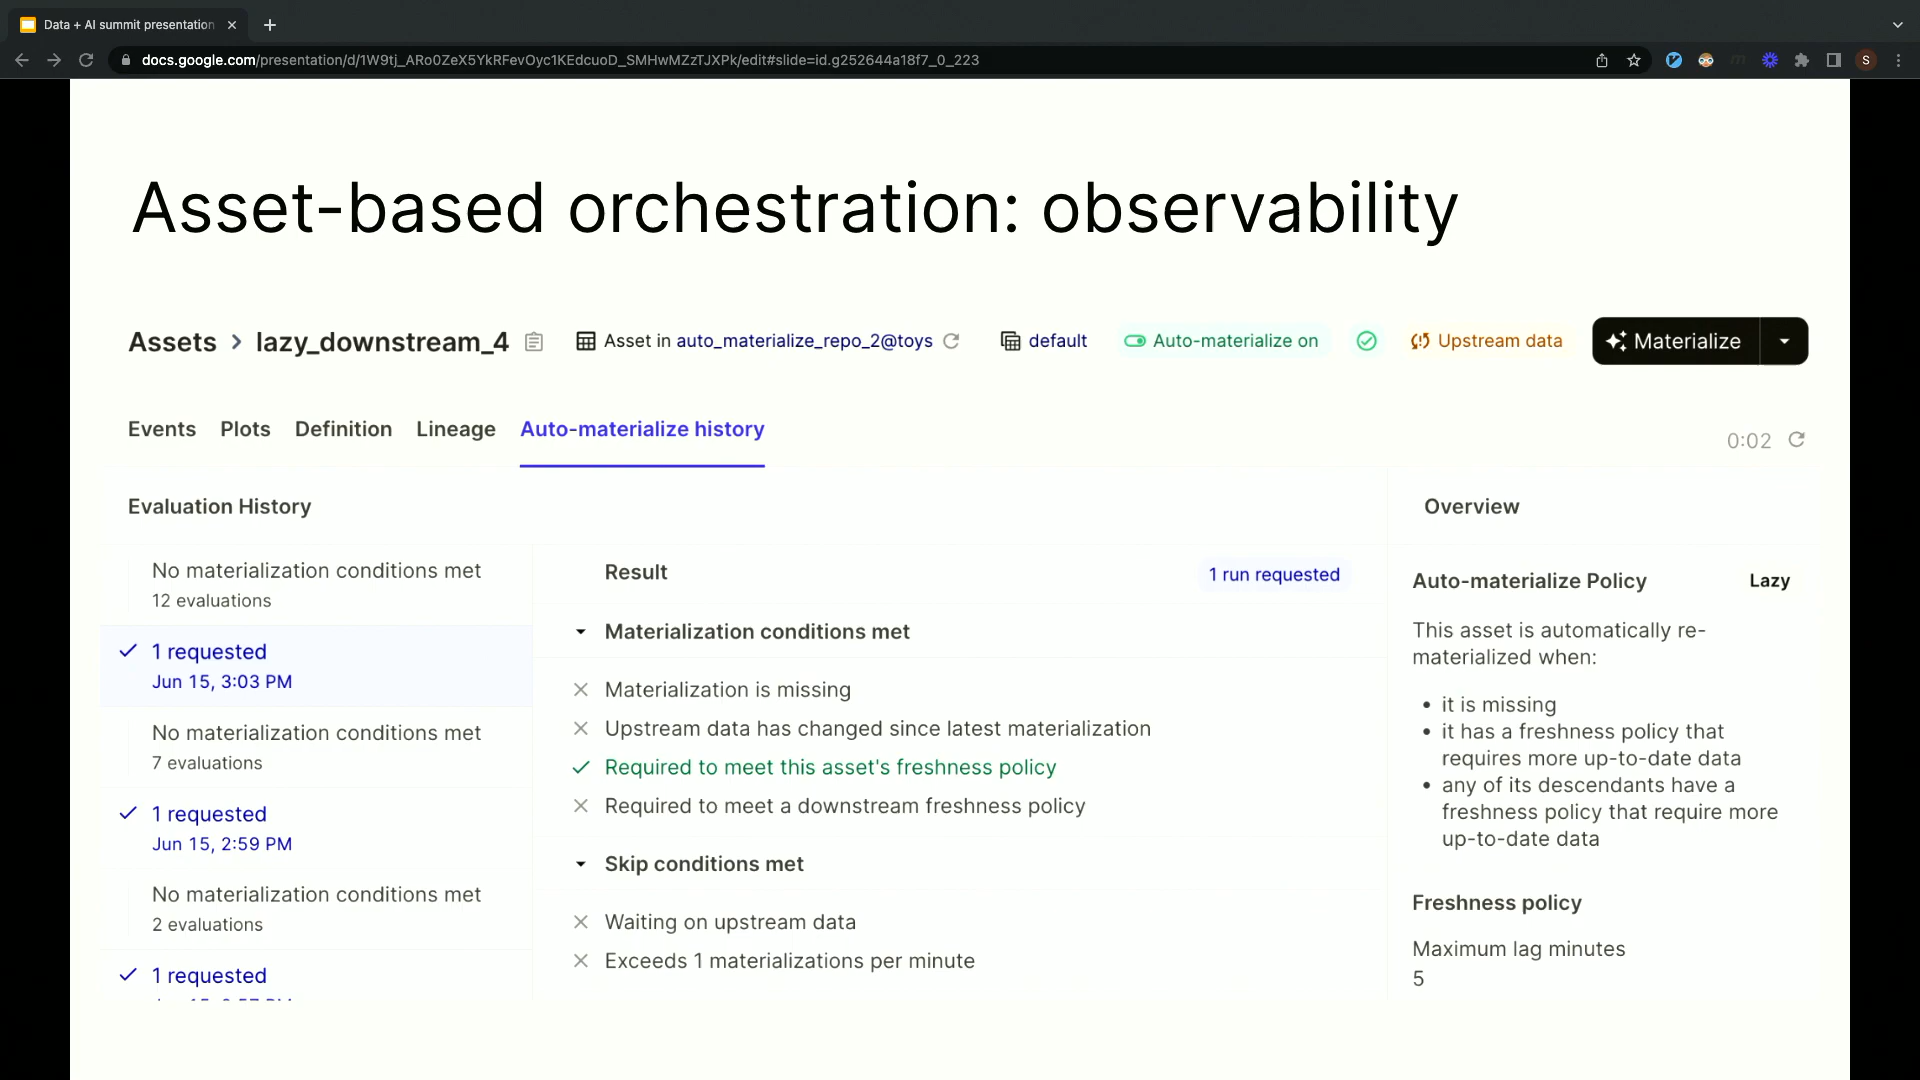 Data + AI summit presentation
docs.google.com/presentation/d/1W9tj_ARo0ZeX5YkRFevOyc1KEdcuoD_SMHwMZzTJXPk/edit#slide=id.g252644a18f7_0_223
S
Asset-based orchestration: observability
Assets > lazy_downstream_4
Asset in auto_materialize_repo_2@toys
default
Auto-materialize on
Upstream data
Materialize
Events
Plots
Definition
Lineage
Auto-materialize history
0:02
Evaluation History
No materialization conditions met
12 evaluations
1 requested
Jun 15, 3:03 PM
No materialization conditions met
7 evaluations
1 requested
Jun 15, 2:59 PM
No materialization conditions met
2 evaluations
1 requested
Result
1 run requested
Materialization conditions met
Materialization is missing
Upstream data has changed since latest materialization
Required to meet this asset's freshness policy
Required to meet a downstream freshness policy
Skip conditions met
Waiting on upstream data
Exceeds 1 materializations per minute
Overview
Auto-materialize Policy
Lazy
This asset is automatically re-
materialized when:
• it is missing
• it has a freshness policy that
requires more up-to-date data
• any of its descendants have a
freshness policy that require more
up-to-date data
Freshness policy
Maximum lag minutes
5